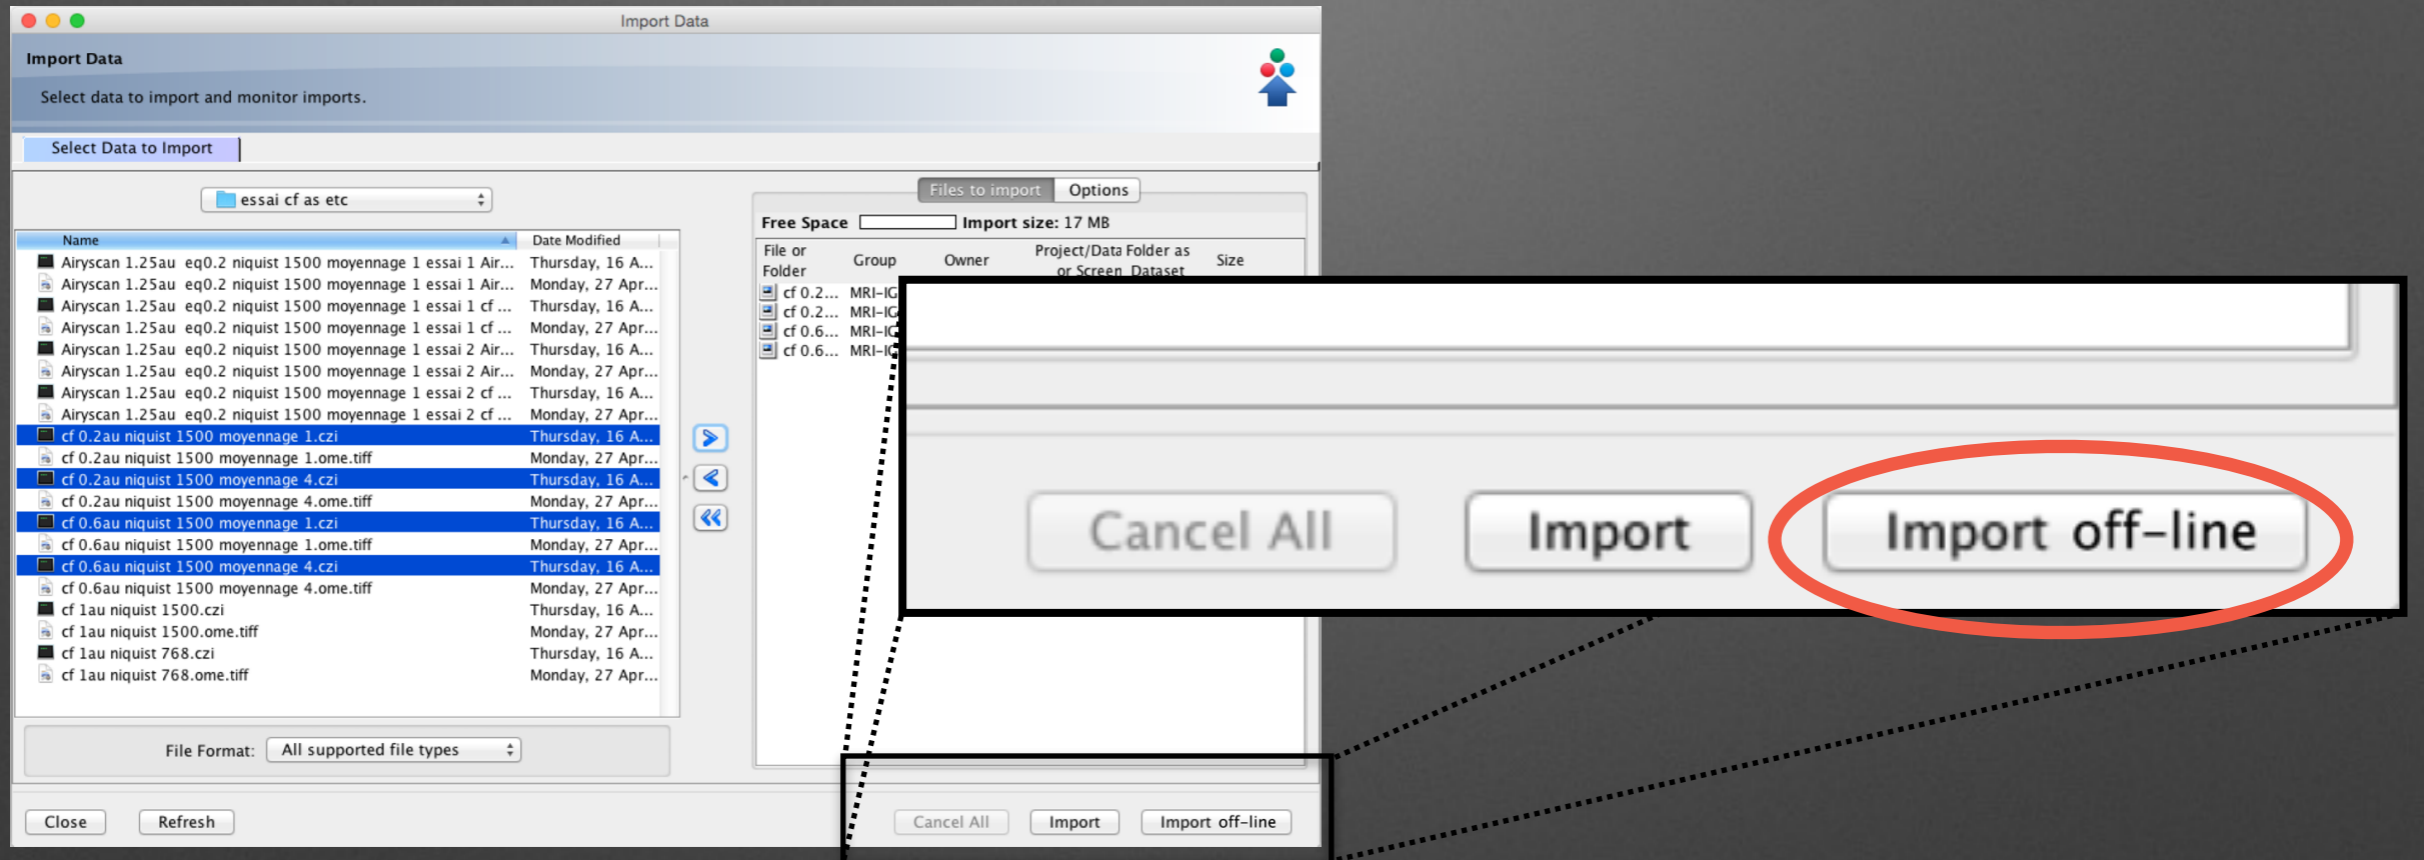 Import Data
Import Data
Select data to import and monitor imports.
Select Data to Import
essai cf as etc
Name Date Modified
Airyscan 1.25au eq0.2 niquist 1500 moyennage 1 essai 1 Air... Thursday, 16 A...
Airyscan 1.25au eq0.2 niquist 1500 moyennage 1 essai 1 Air... Monday, 27 Apr...
Airyscan 1.25au eq0.2 niquist 1500 moyennage 1 essai 1 cf ... Thursday, 16 A...
Airyscan 1.25au eq0.2 niquist 1500 moyennage 1 essai 1 cf ... Monday, 27 Apr...
Airyscan 1.25au eq0.2 niquist 1500 moyennage 1 essai 2 Air... Thursday, 16 A...
Airyscan 1.25au eq0.2 niquist 1500 moyennage 1 essai 2 Air... Monday, 27 Apr...
Airyscan 1.25au eq0.2 niquist 1500 moyennage 1 essai 2 cf ... Thursday, 16 A...
Airyscan 1.25au eq0.2 niquist 1500 moyennage 1 essai 2 cf ... Monday, 27 Apr...
cf 0.2au niquist 1500 moyennage 1.czi Thursday, 16 A...
cf 0.2au niquist 1500 moyennage 1.ome.tiff Monday, 27 Apr...
cf 0.2au niquist 1500 moyennage 4.czi Thursday, 16 A...
cf 0.2au niquist 1500 moyennage 4.ome.tiff Monday, 27 Apr...
cf 0.6au niquist 1500 moyennage 1.czi Thursday, 16 A...
cf 0.6au niquist 1500 moyennage 1.ome.tiff Monday, 27 Apr...
cf 0.6au niquist 1500 moyennage 4.czi Thursday, 16 A...
cf 0.6au niquist 1500 moyennage 4.ome.tiff Monday, 27 Apr...
cf 1au niquist 1500.czi Thursday, 16 A...
cf 1au niquist 1500.ome.tiff Monday, 27 Apr...
cf 1au niquist 768.czi Thursday, 16 A...
cf 1au niquist 768.ome.tiff Monday, 27 Apr...
File Format: All supported file types
Files to import Options
Free Space Import size: 17 MB
File or Folder Group Owner Project/Data or Screen Folder as Dataset Size
cf 0.2... MRI-IG
cf 0.2... MRI-IG
cf 0.6... MRI-IG
cf 0.6... MRI-IG
Cancel All Import Import off-line
Close Refresh Cancel All Import Import off-line